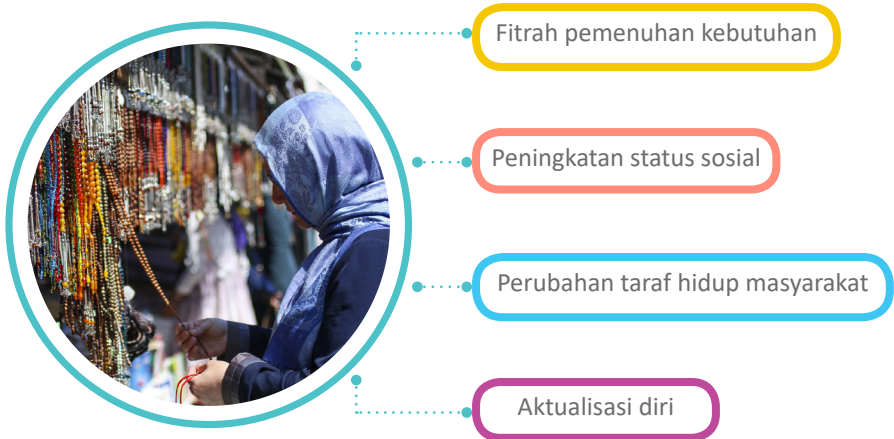 Fitrah pemenuhan kebutuhan
Peningkatan status sosial
Perubahan taraf hidup masyarakat
Aktualisasi diri